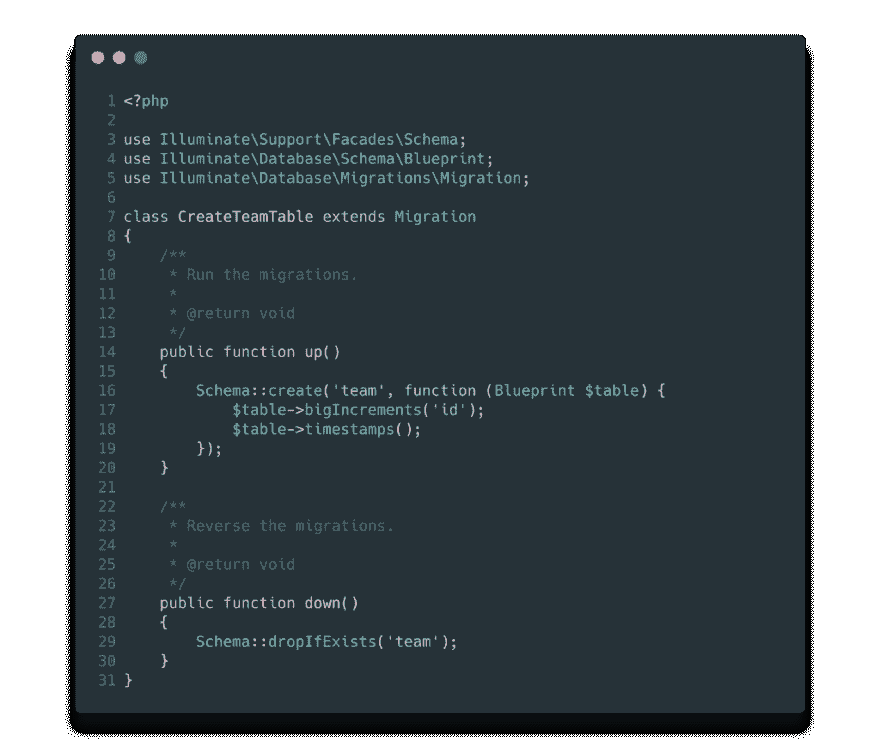 1 <?php
2
3 use Illuminate\Support\Facades\Schema;
4 use Illuminate\Database\Schema\Blueprint;
5 use Illuminate\Database\Migrations\Migration;
6
7 class CreateTeamTable extends Migration
8 {
9     /**
10      * Run the migrations.
11      *
12      * @return void
13      */
14     public function up()
15     {
16         Schema::create('team', function (Blueprint $table) {
17             $table->bigIncrements('id');
18             $table->timestamps();
19         });
20     }
21
22     /**
23      * Reverse the migrations.
24      *
25      * @return void
26      */
27     public function down()
28     {
29         Schema::dropIfExists('team');
30     }
31 }